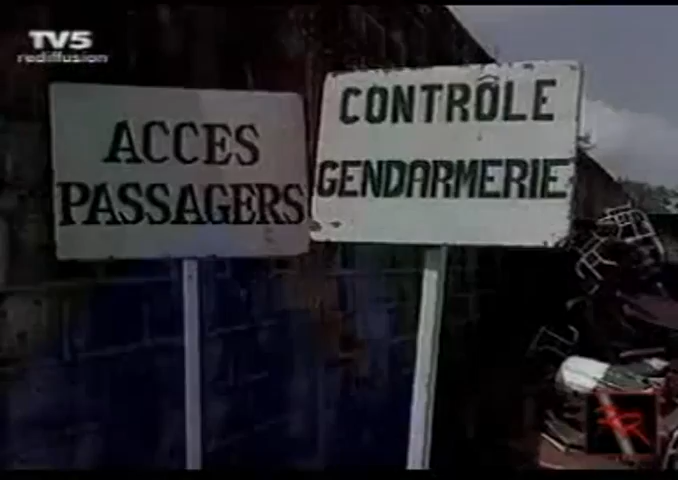 TV5
rediffusion
ACCES
PASSAGERS
CONTRÔLE
GENDARMERIE